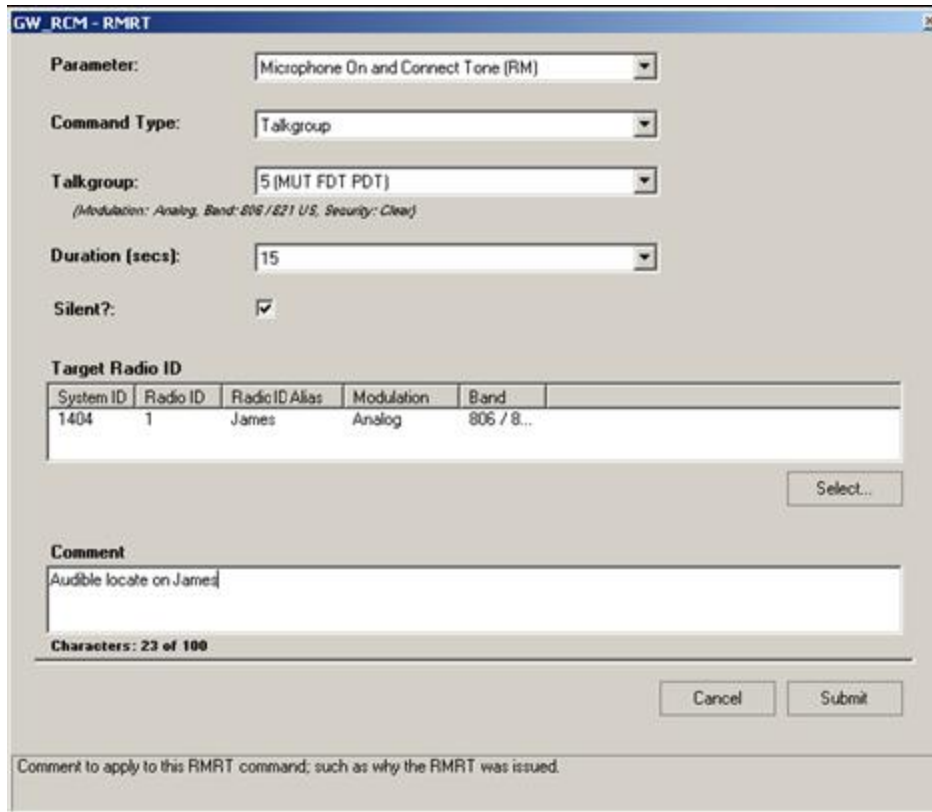 GW_RCM - RMRT
Parameter: Microphone On and Connect Tone (RM)
Command Type: Talkgroup
Talkgroup: 5 (MUT FDT PDT)
(Modulation: Analog, Band: 806 / 821 US, Security: Clear)
Duration (secs): 15
Silent?:
Target Radio ID
System ID Radio ID Radio ID Alias Modulation Band
1404 1 James Analog 806 / 8...
Select...
Comment
Audible locate on James
Characters: 23 of 100
Cancel Submit
Comment to apply to this RMRT command; such as why the RMRT was issued.